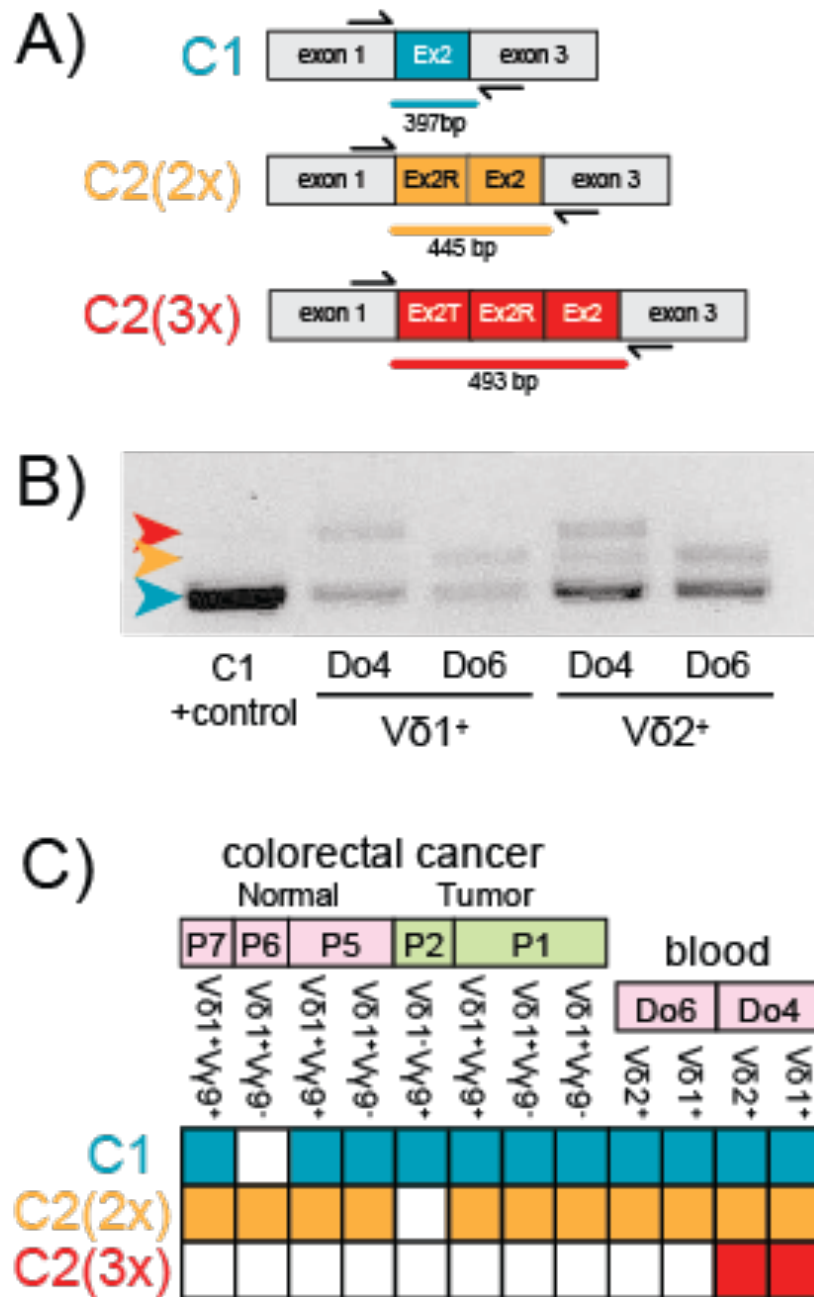 A)
C1
exon 1 Ex2 exon 3
397bp
C2(2x)
exon 1 Ex2R Ex2 exon 3
445 bp
C2(3x)
exon 1 Ex2T Ex2R Ex2 exon 3
493 bp
B)
C1
+control
Do4 Do6 Do4 Do6
Vδ1⁺ Vδ2⁺
C)
colorectal cancer
Normal Tumor
P7 P6 P5 P2 P1
blood
Do6 Do4
Vδ1⁺Vγ9⁺ Vδ1⁺Vγ9⁻ Vδ1⁺Vγ9⁺ Vδ1⁺Vγ9⁻ Vδ1⁻Vγ9⁺ Vδ1⁺Vγ9⁺ Vδ1⁺Vγ9⁻ Vδ1⁺Vγ9⁻ Vδ2⁺ Vδ1⁺ Vδ2⁺ Vδ1⁺
C1
C2(2x)
C2(3x)